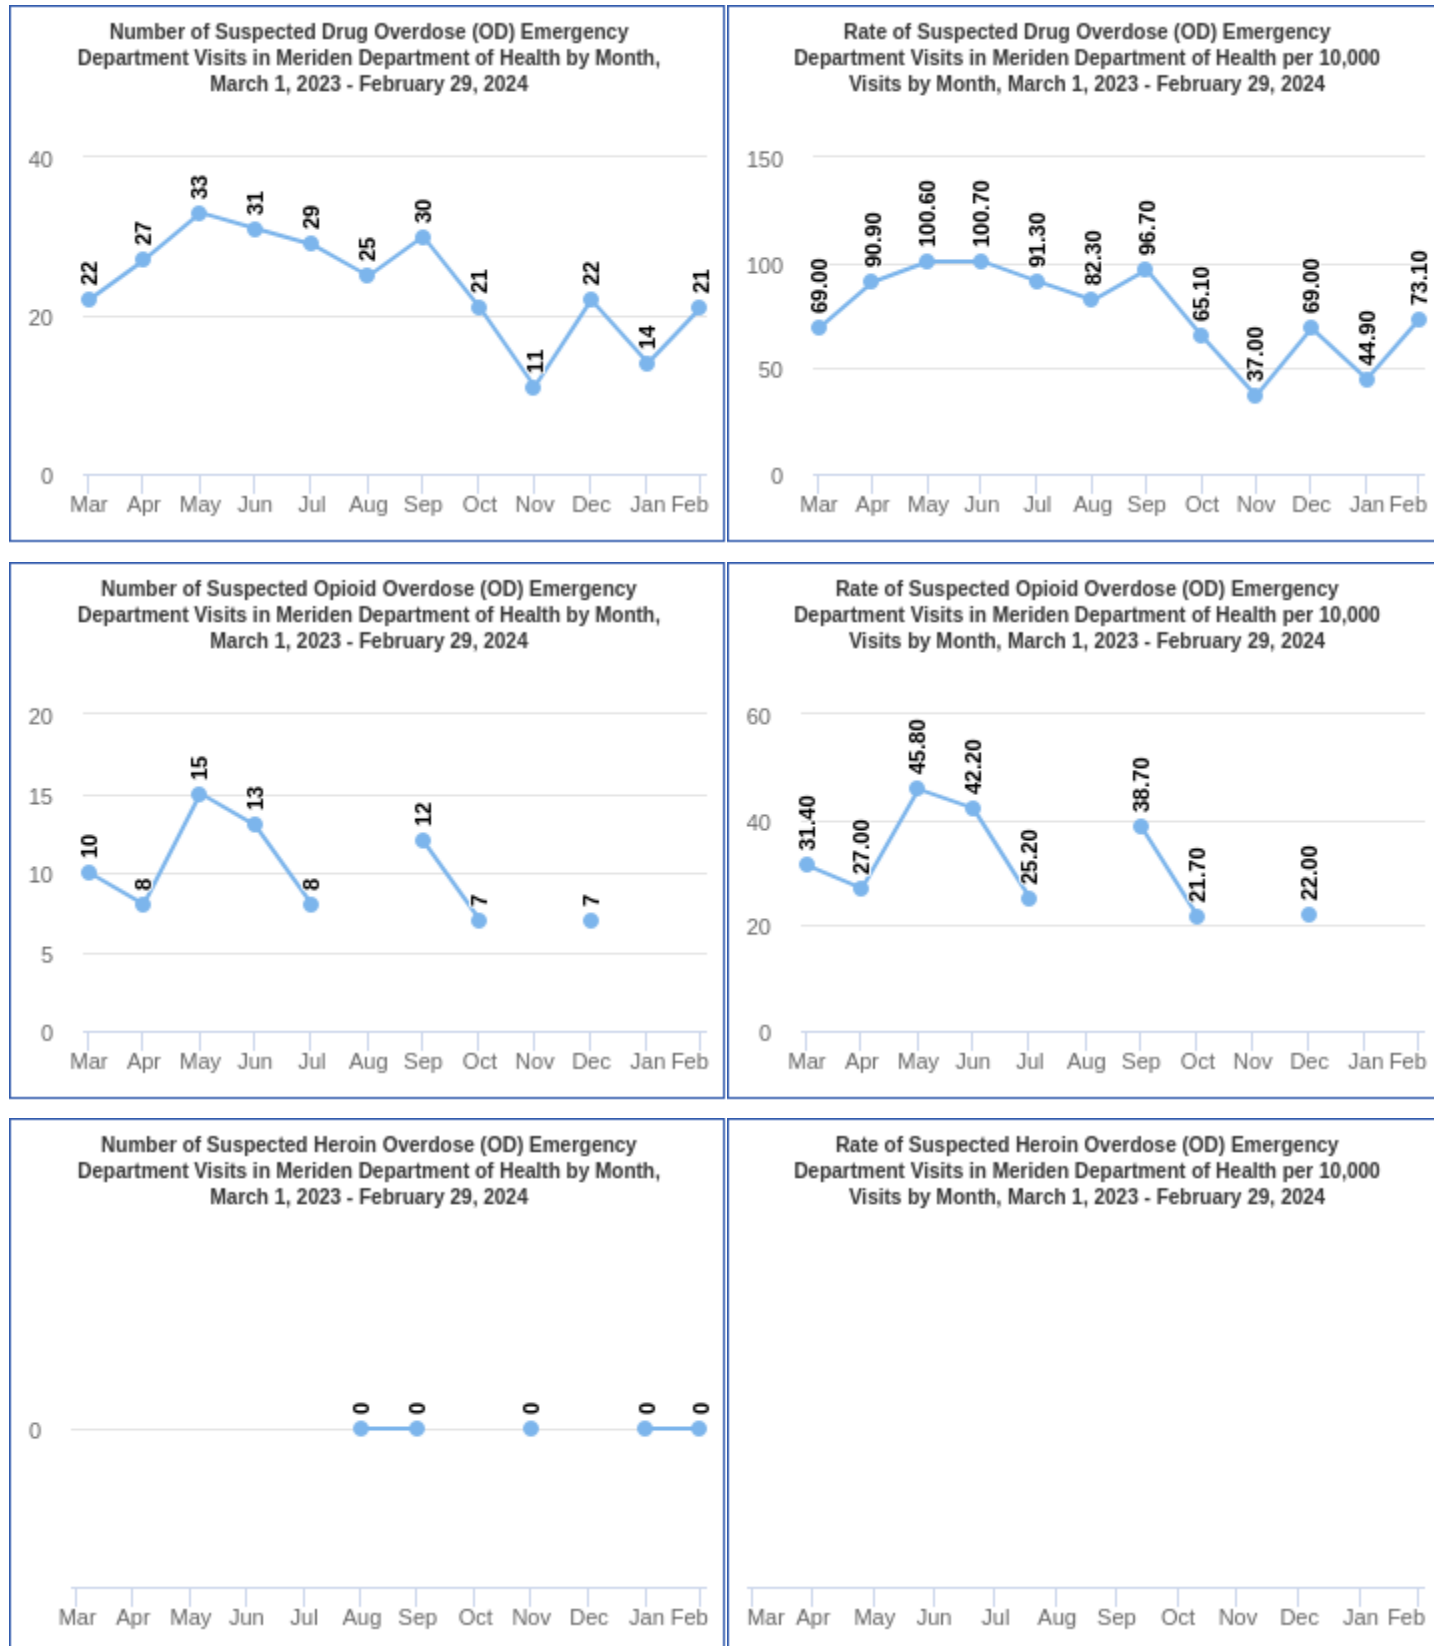 Number of Suspected Drug Overdose (OD) Emergency
Department Visits in Meriden Department of Health by Month,
March 1, 2023 - February 29, 2024
40
20
0
22
27
33
31
29
25
30
21
11
22
14
21
Mar Apr May Jun Jul Aug Sep Oct Nov Dec Jan Feb
Rate of Suspected Drug Overdose (OD) Emergency
Department Visits in Meriden Department of Health per 10,000
Visits by Month, March 1, 2023 - February 29, 2024
150
100
50
0
69.00
90.90
100.60
100.70
91.30
82.30
96.70
65.10
37.00
69.00
44.90
73.10
Mar Apr May Jun Jul Aug Sep Oct Nov Dec Jan Feb
Number of Suspected Opioid Overdose (OD) Emergency
Department Visits in Meriden Department of Health by Month,
March 1, 2023 - February 29, 2024
20
15
10
5
0
10
8
15
13
8
12
7
7
Mar Apr May Jun Jul Aug Sep Oct Nov Dec Jan Feb
Rate of Suspected Opioid Overdose (OD) Emergency
Department Visits in Meriden Department of Health per 10,000
Visits by Month, March 1, 2023 - February 29, 2024
60
40
20
0
31.40
27.00
45.80
42.20
25.20
38.70
21.70
22.00
Mar Apr May Jun Jul Aug Sep Oct Nov Dec Jan Feb
Number of Suspected Heroin Overdose (OD) Emergency
Department Visits in Meriden Department of Health by Month,
March 1, 2023 - February 29, 2024
0
0
0
0
0
0
Mar Apr May Jun Jul Aug Sep Oct Nov Dec Jan Feb
Rate of Suspected Heroin Overdose (OD) Emergency
Department Visits in Meriden Department of Health per 10,000
Visits by Month, March 1, 2023 - February 29, 2024
Mar Apr May Jun Jul Aug Sep Oct Nov Dec Jan Feb